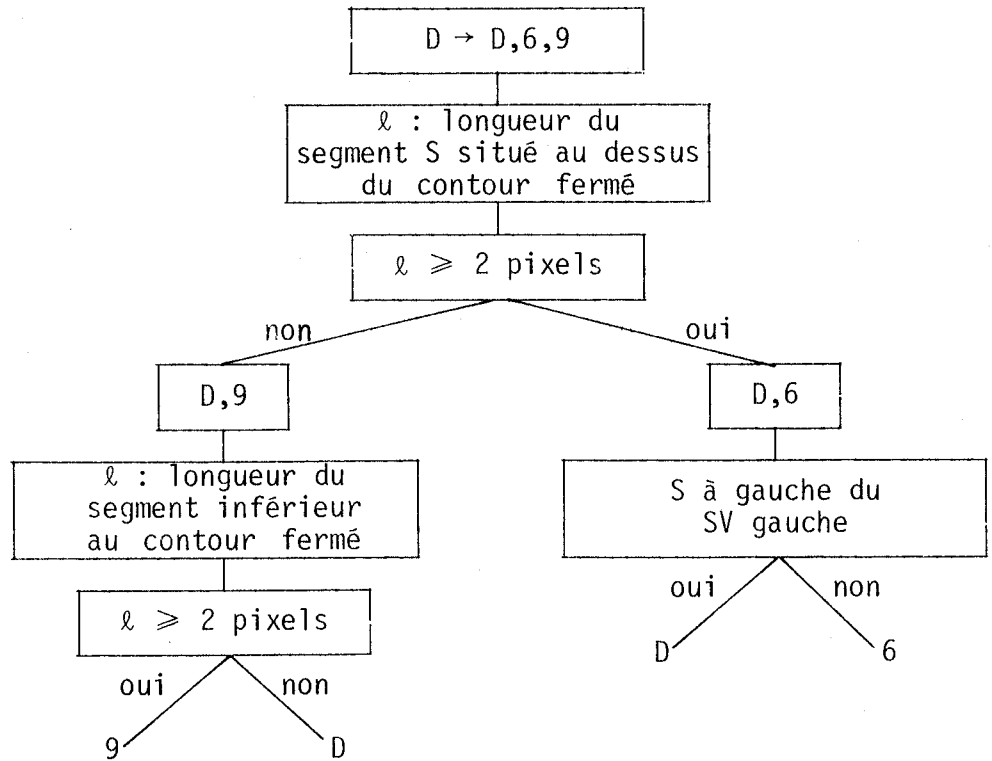 D → D,6,9
ℓ : longueur du
segment S situé au dessus
du contour fermé
ℓ ⩾ 2 pixels
non
oui
D,9
D,6
ℓ : longueur du
segment inférieur
au contour fermé
S à gauche du
SV gauche
ℓ ⩾ 2 pixels
oui
non
D
6
oui
non
9
D